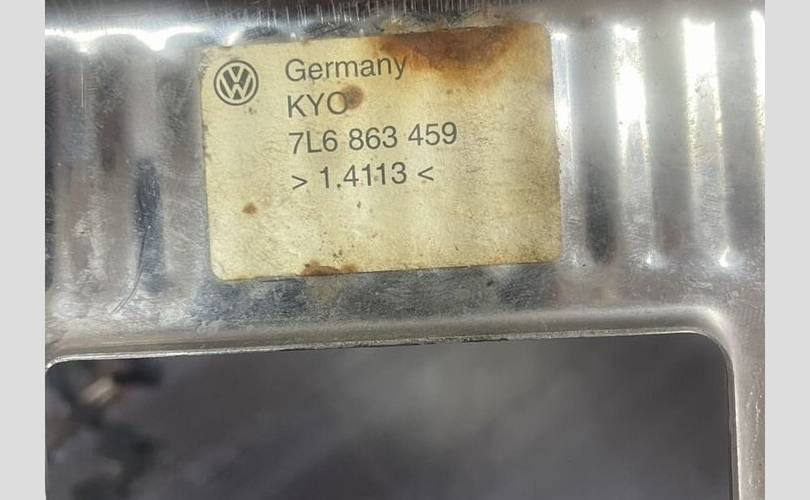 Germany
KYO
7L6 863 459
> 1.4113 <